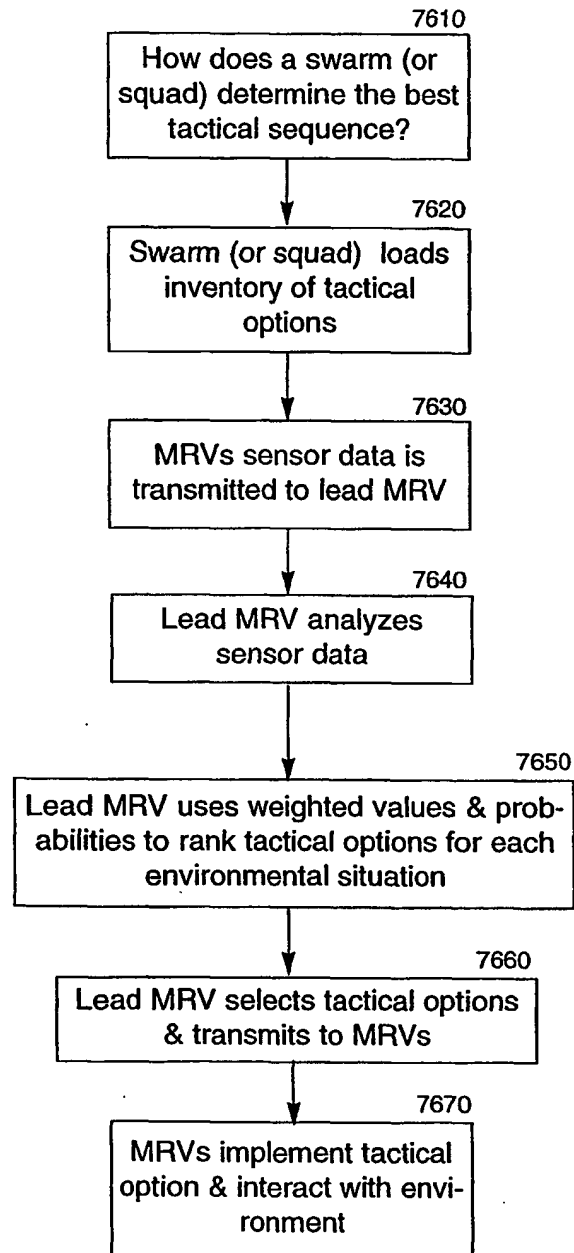 7610
How does a swarm (or
squad) determine the best
tactical sequence?
7620
Swarm (or squad) loads
inventory of tactical
options
7630
MRVs sensor data is
transmitted to lead MRV
7640
Lead MRV analyzes
sensor data
7650
Lead MRV uses weighted values & prob-
abilities to rank tactical options for each
environmental situation
7660
Lead MRV selects tactical options
& transmits to MRVs
7670
MRVs implement tactical
option & interact with envi-
ronment